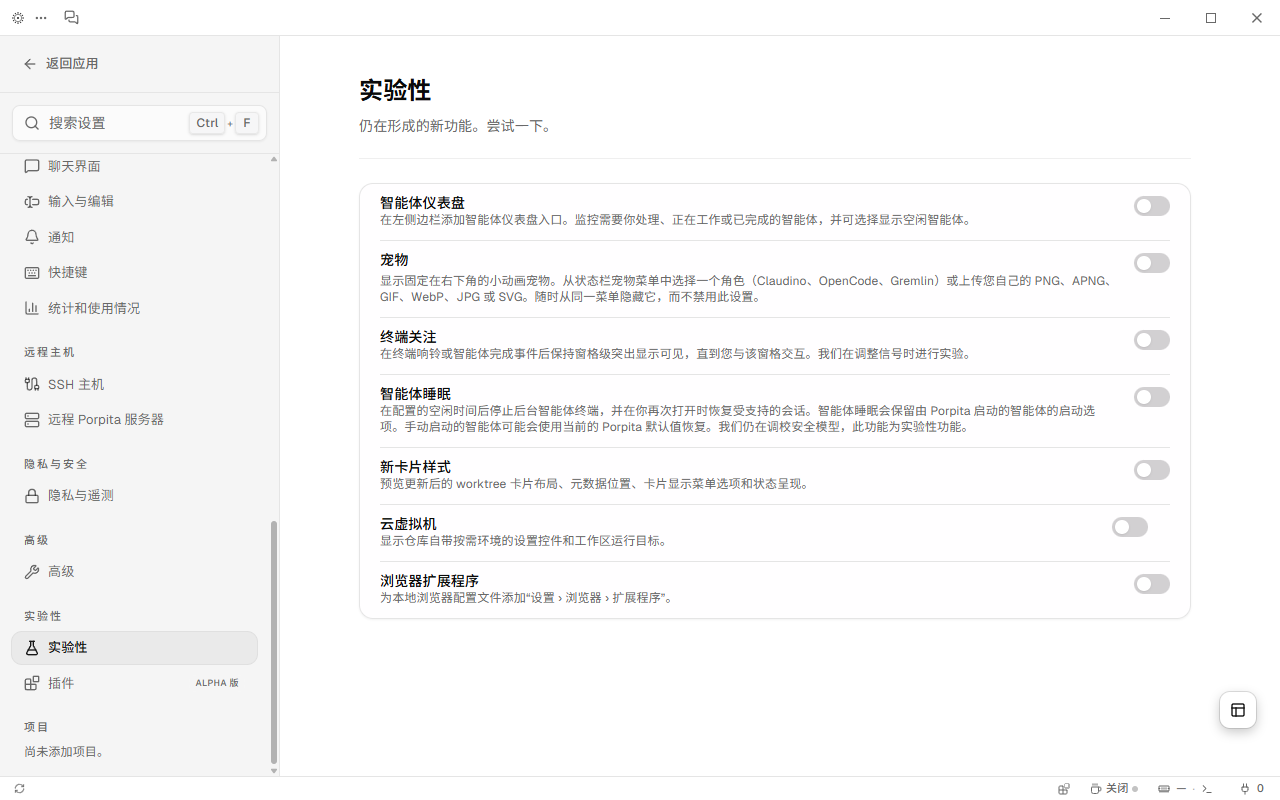 返回应用
搜索设置 Ctrl + F
聊天界面
输入与编辑
通知
快捷键
统计和使用情况
远程主机
SSH 主机
远程 Porpita 服务器
隐私与安全
隐私与遥测
高级
高级
实验性
实验性
插件 ALPHA 版
项目
尚未添加项目。
实验性
仍在形成的新功能。尝试一下。
智能体仪表盘
在左侧边栏添加智能体仪表盘入口。监控需要你处理、正在工作或已完成的智能体，并可选择显示空闲智能体。
宠物
显示固定在右下角的小动画宠物。从状态栏宠物菜单中选择一个角色（Claudino、OpenCode、Gremlin）或上传您自己的 PNG、APNG、
GIF、WebP、JPG 或 SVG。随时从同一菜单隐藏它，而不禁用此设置。
终端关注
在终端响铃或智能体完成事件后保持窗格级突出显示可见，直到您与该窗格交互。我们在调整信号时进行实验。
智能体睡眠
在配置的空闲时间后停止后台智能体终端，并在你再次打开时恢复受支持的会话。智能体睡眠会保留由 Porpita 启动的智能体的启动选
项。手动启动的智能体可能会使用当前的 Porpita 默认值恢复。我们仍在调校安全模型，此功能为实验性功能。
新卡片样式
预览更新后的 worktree 卡片布局、元数据位置、卡片显示菜单选项和状态呈现。
云虚拟机
显示仓库自带按需环境的设置控件和工作区运行目标。
浏览器扩展程序
为本地浏览器配置文件添加“设置 › 浏览器 › 扩展程序”。
关闭 — · 0